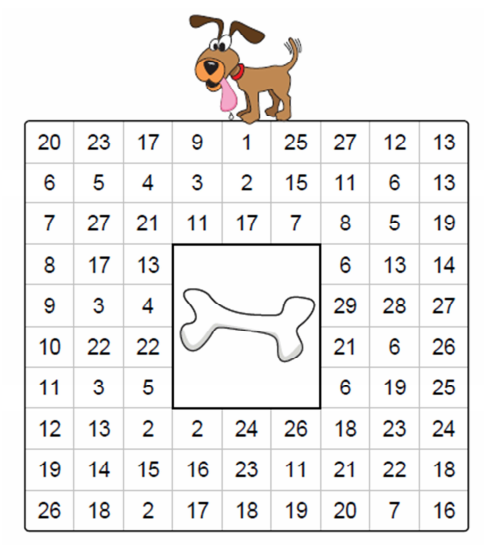 20 23 17 9 1 25 27 12 13
6 5 4 3 2 15 11 6 13
7 27 21 11 17 7 8 5 19
8 17 13 6 13 14
9 3 4 29 28 27
10 22 22 21 6 26
11 3 5 6 19 25
12 13 2 2 24 26 18 23 24
19 14 15 16 23 11 21 22 18
26 18 2 17 18 19 20 7 16